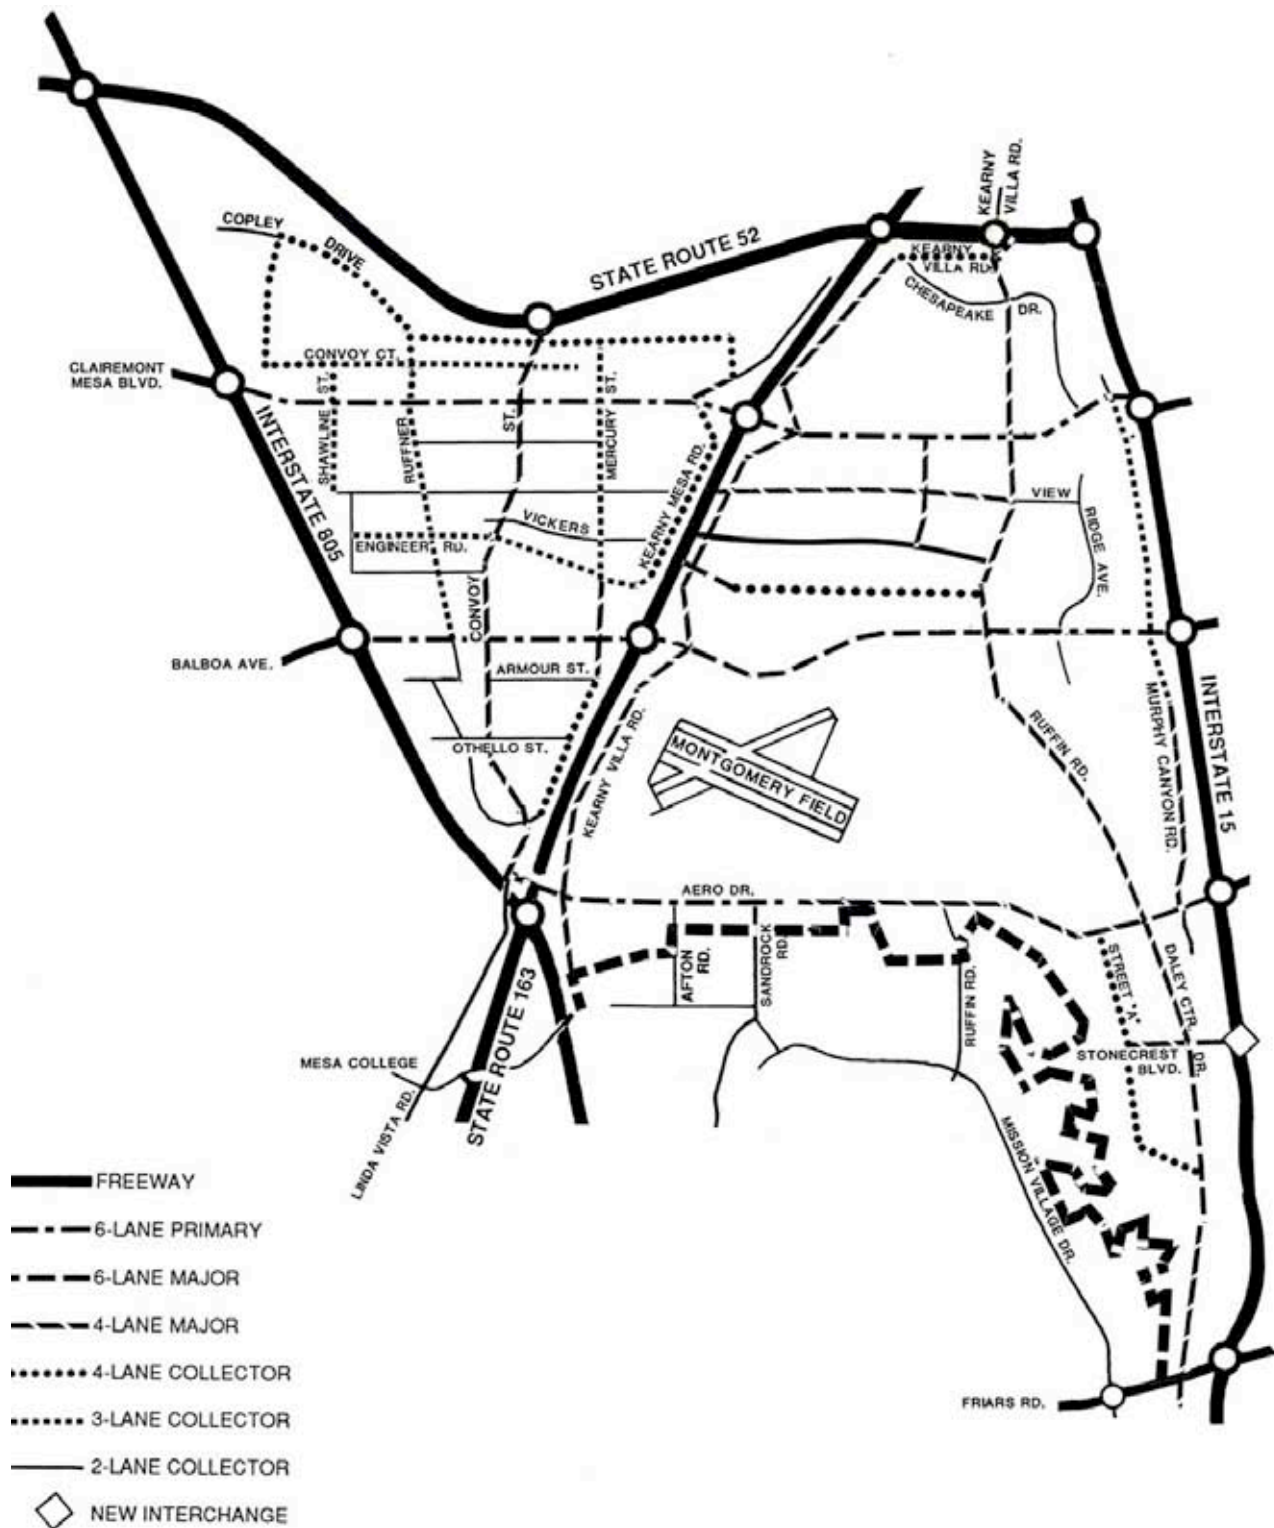 KEARNY
VILLA RD.
COPLEY
DRIVE
STATE ROUTE 52
KEARNY
VILLA RD.
CHESAPEAKE DR.
CLAIREMONT
MESA BLVD.
CONVOY CT.
INTERSTATE 805
SHAWLINE ST.
RUFFNER
ST.
MERCURY ST.
KEARNY MESA RD.
VIEW
RIDGE AVE.
VICKERS
ENGINEER RD.
CONVOY
BALBOA AVE.
ARMOUR ST.
OTHELLO ST.
KEARNY VILLA RD.
MONTGOMERY FIELD
RUFFIN RD.
MURPHY CANYON RD.
INTERSTATE 15
AERO DR.
AFTON
RD.
SANDROCK
RD.
RUFFIN RD.
STREET "A"
DALEY CTR.
DR.
STONECREST
BLVD.
MESA COLLEGE
LINDA VISTA RD.
STATE ROUTE 163
MISSION VILLAGE DR.
FRIARS RD.
FREEWAY
6-LANE PRIMARY
6-LANE MAJOR
4-LANE MAJOR
4-LANE COLLECTOR
3-LANE COLLECTOR
2-LANE COLLECTOR
NEW INTERCHANGE